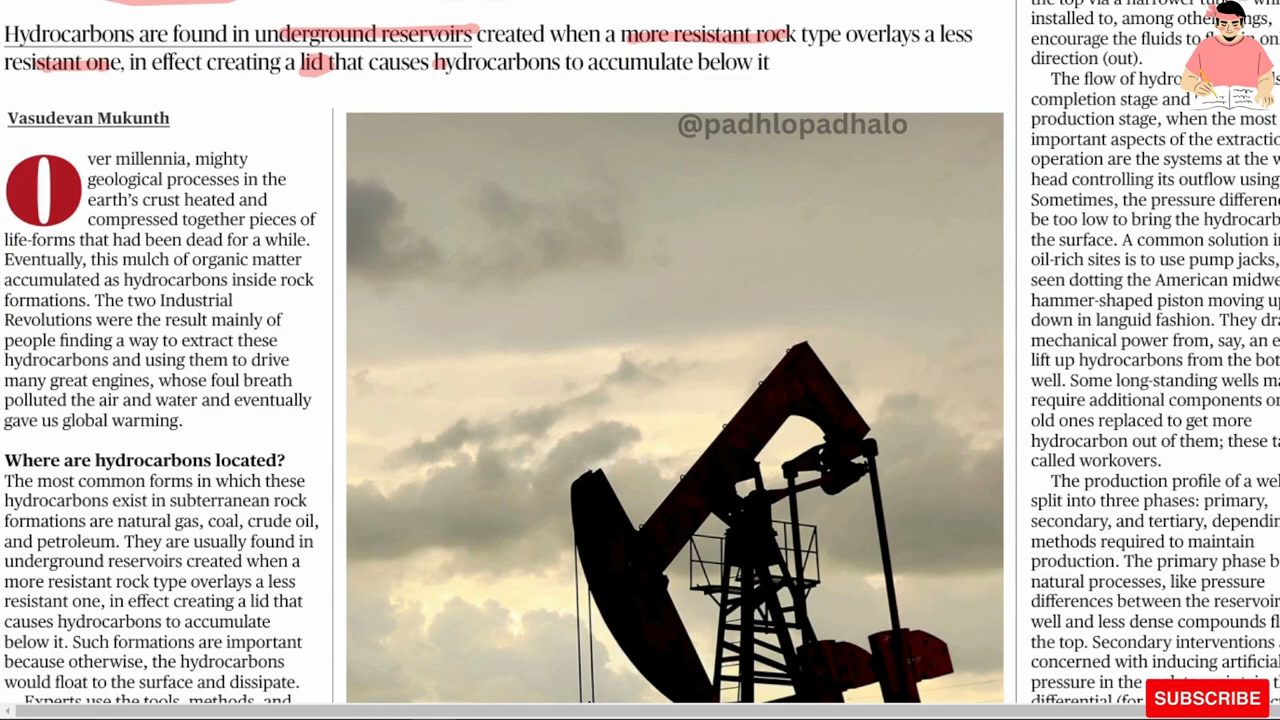 Hydrocarbons are found in underground reservoirs created when a more resistant rock type overlays a less
resistant one, in effect creating a lid that causes hydrocarbons to accumulate below it
Vasudevan Mukunth
Over millennia, mighty
geological processes in the
earth's crust heated and
compressed together pieces of
life-forms that had been dead for a while.
Eventually, this mulch of organic matter
accumulated as hydrocarbons inside rock
formations. The two Industrial
Revolutions were the result mainly of
people finding a way to extract these
hydrocarbons and using them to drive
many great engines, whose foul breath
polluted the air and water and eventually
gave us global warming.
Where are hydrocarbons located?
The most common forms in which these
hydrocarbons exist in subterranean rock
formations are natural gas, coal, crude oil,
and petroleum. They are usually found in
underground reservoirs created when a
more resistant rock type overlays a less
resistant one, in effect creating a lid that
causes hydrocarbons to accumulate
below it. Such formations are important
because otherwise, the hydrocarbons
would float to the surface and dissipate.
Experts use the tools, methods, and
@padhlopadhalo
the top via a narrower
installed to, among other
encourage the fluids to on
direction (out).
The flow of
completion stage and
production stage, when the most
important aspects of the
operation are the systems at the
head controlling its outflow using
Sometimes, the pressure
be too low to bring the
the surface. A common solution
oil-rich sites is to use pump jacks,
seen dotting the American
hammer-shaped piston moving
down in languid fashion. They
mechanical power from, say, an
lift up hydrocarbons from the
well. Some long-standing wells
require additional components
old ones replaced to get more
hydrocarbon out of them; these
called workovers.
The production profile of a
split into three phases: primary,
secondary, and tertiary,
methods required to maintain
production. The primary phase
natural processes, like pressure
differences between the reservoir
well and less dense compounds
the top. Secondary interventions
concerned with inducing
pressure in the
differential (for
SUBSCRIBE